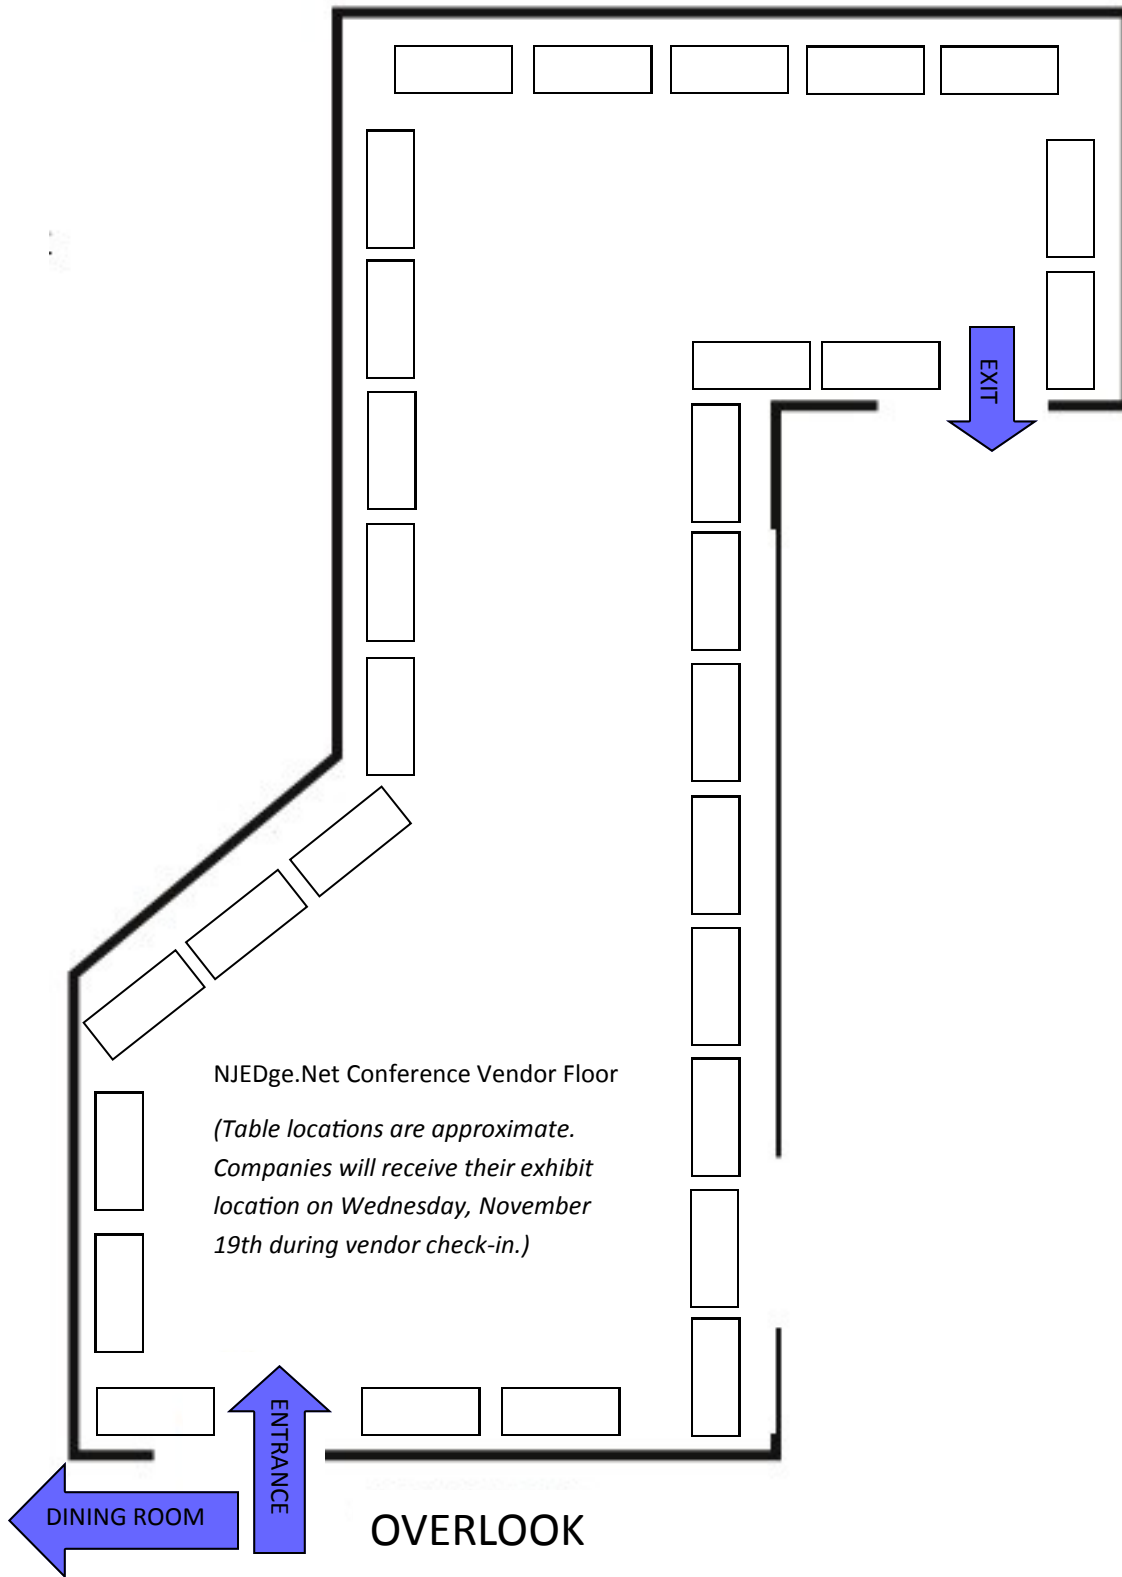 EXIT
NJEDge.Net Conference Vendor Floor
(Table locations are approximate.
Companies will receive their exhibit
location on Wednesday, November
19th during vendor check-in.)
ENTRANCE
DINING ROOM
OVERLOOK